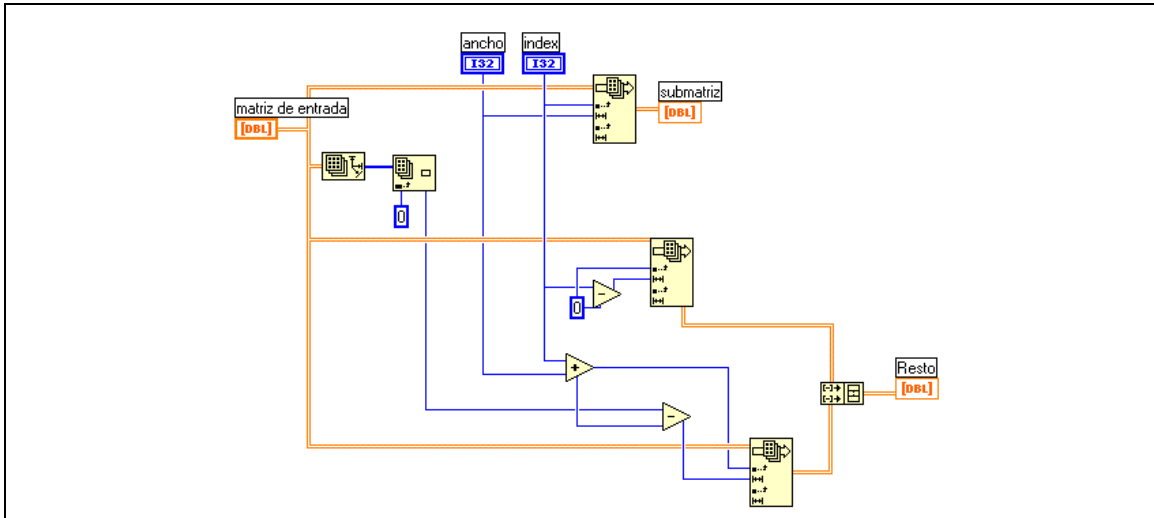 ancho
index
I32
I32
submatriz
[DBL]
matriz de entrada
[DBL]
0
0
-
+
-
Resto
[DBL]